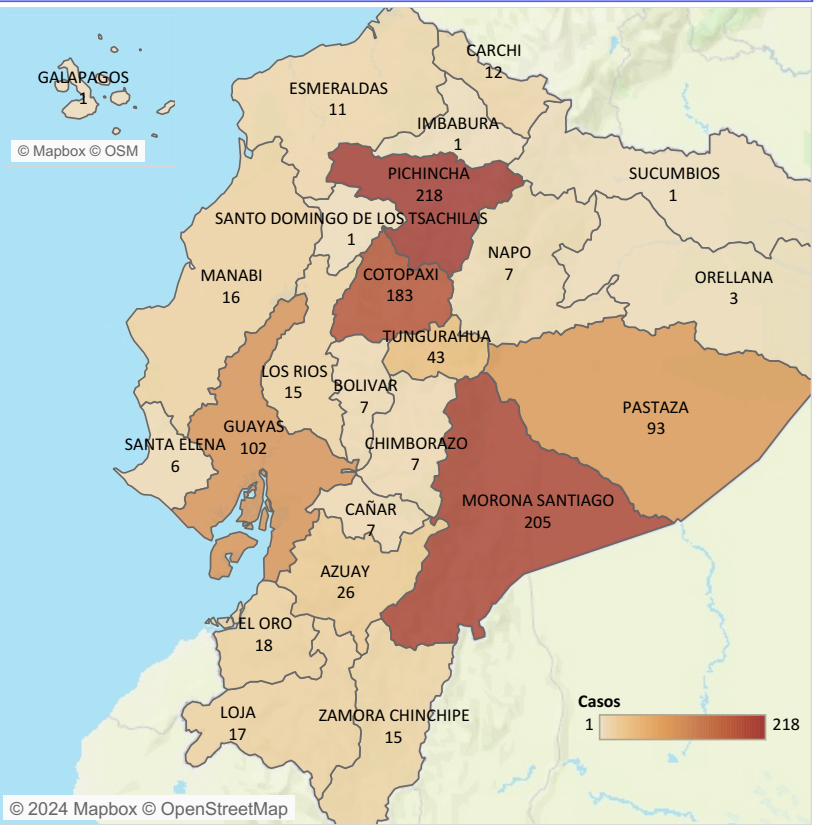 CARCHI
12
GALAPAGOS
1
ESMERALDAS
11
IMBABURA
1
© Mapbox © OSM
PICHINCHA
218
SUCUMBIOS
1
SANTO DOMINGO DE LOS TSACHILAS
1
NAPO
7
MANABI
16
COTOPAXI
183
ORELLANA
3
TUNGURAHUA
43
LOS RIOS
15
BOLIVAR
7
PASTAZA
93
GUAYAS
102
SANTA ELENA
6
CHIMBORAZO
7
MORONA SANTIAGO
205
CAÑAR
7
AZUAY
26
EL ORO
18
LOJA
17
ZAMORA CHINCHIPE
15
Casos
1 218
© 2024 Mapbox © OpenStreetMap